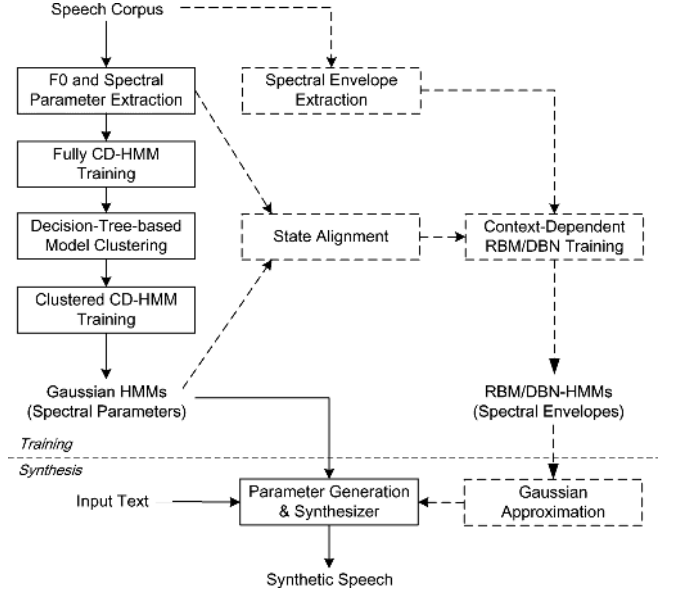 Speech Corpus
F0 and Spectral
Parameter Extraction
Spectral Envelope
Extraction
Fully CD-HMM
Training
Decision-Tree-based
Model Clustering
State Alignment
Context-Dependent
RBM/DBN Training
Clustered CD-HMM
Training
Gaussian HMMs
(Spectral Parameters)
RBM/DBN-HMMs
(Spectral Envelopes)
Training
Synthesis
Input Text
Parameter Generation
& Synthesizer
Gaussian
Approximation
Synthetic Speech